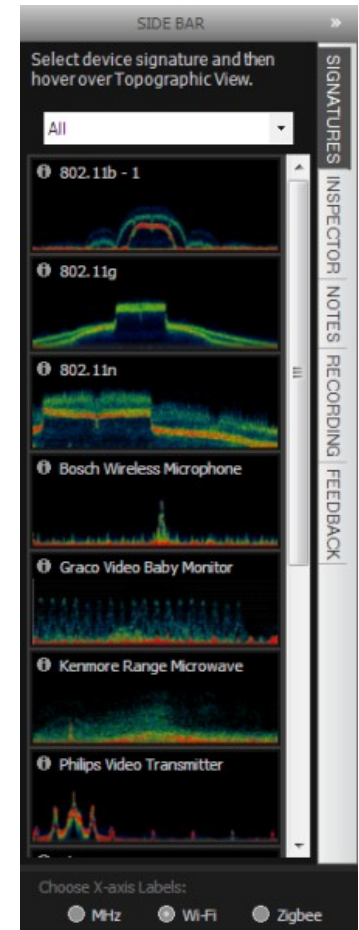 SIDE BAR »
Select device signature and then
hover over Topographic View.
All
802.11b - 1
802.11g
802.11n
Bosch Wireless Microphone
Graco Video Baby Monitor
Kenmore Range Microwave
Philips Video Transmitter
SIGNATURES
INSPECTOR
NOTES
RECORDING
FEEDBACK
Choose X-axis Labels:
MHz Wi-Fi Zigbee